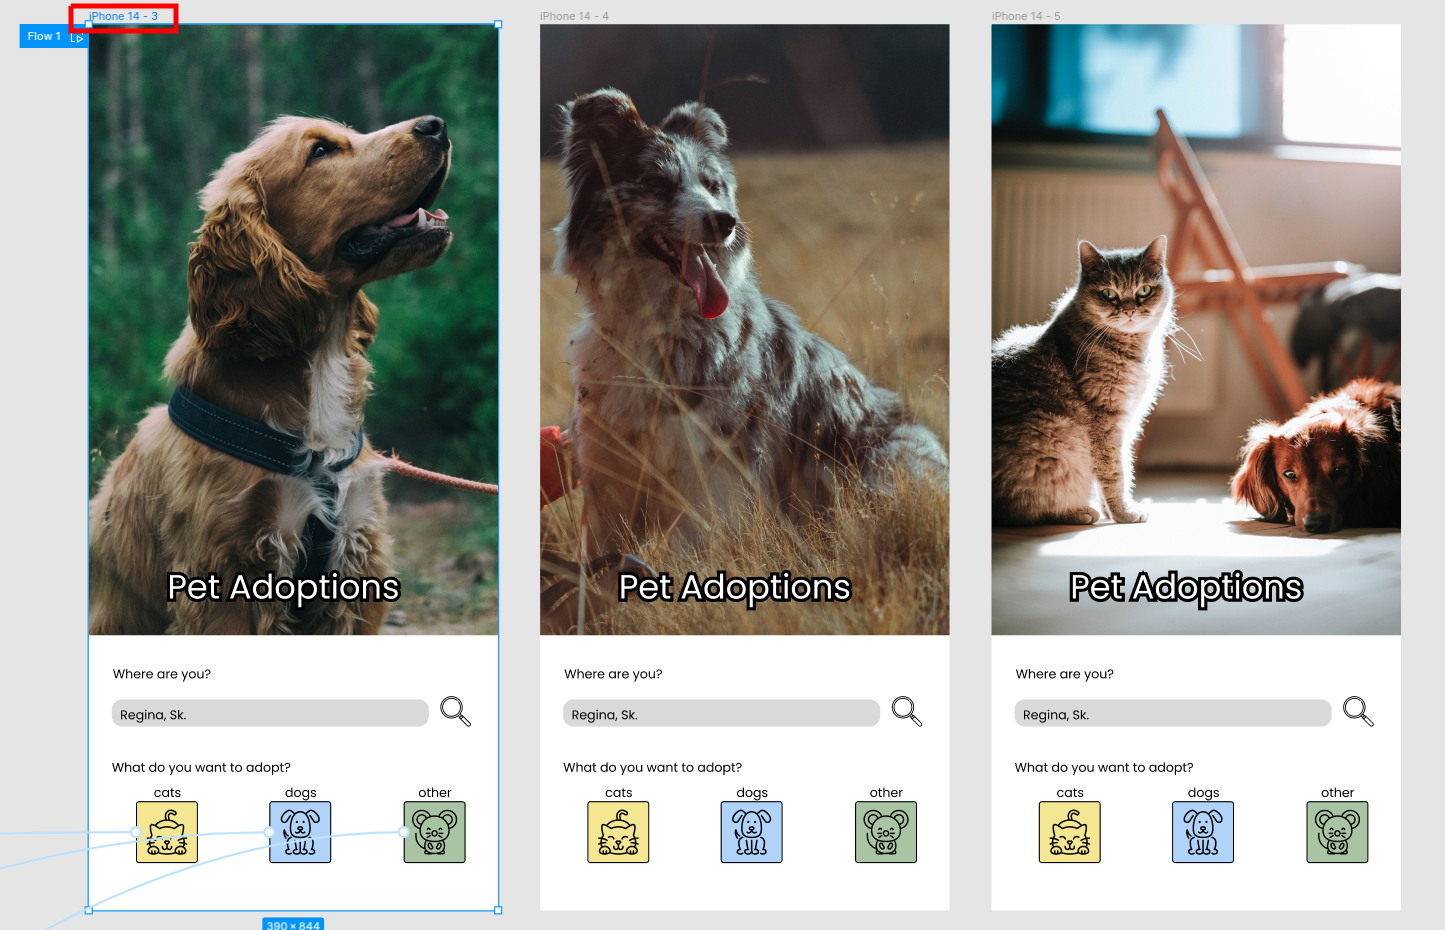 iPhone 14 - 3
iPhone 14 - 4
iPhone 14 - 5
Flow 1
Pet Adoptions
Where are you?
Regina, Sk.
What do you want to adopt?
cats dogs other
390 × 844
Pet Adoptions
Where are you?
Regina, Sk.
What do you want to adopt?
cats dogs other
Pet Adoptions
Where are you?
Regina, Sk.
What do you want to adopt?
cats dogs other